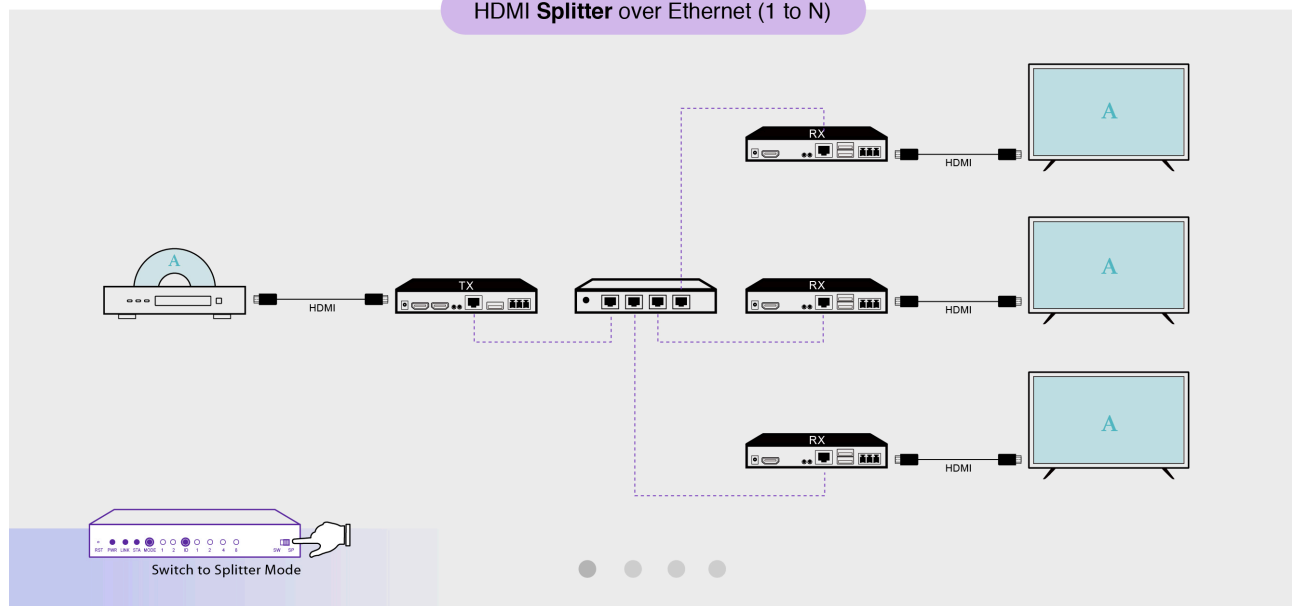 HDMI Splitter over Ethernet (1 to N)
RX
A
HDMI
A
TX
RX
A
HDMI
HDMI
RX
A
HDMI
RST PWR LINK STA MODE 1 2 ID 1 2 4 8 SW SP
Switch to Splitter Mode